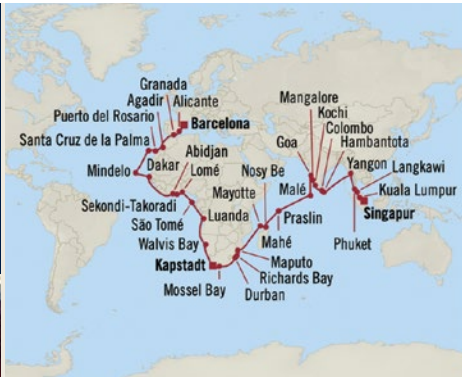 Granada
Agadir
Alicante
Puerto del Rosario
Barcelona
Santa Cruz de la Palma
Mindelo
Dakar
Abidjan
Lomé
Sekondi-Takoradi
São Tomé
Luanda
Walvis Bay
Kapstadt
Mossel Bay
Durban
Richards Bay
Maputo
Mahé
Praslin
Mayotte
Nosy Be
Malé
Goa
Mangalore
Kochi
Colombo
Hambantota
Yangon
Langkawi
Kuala Lumpur
Singapur
Phuket